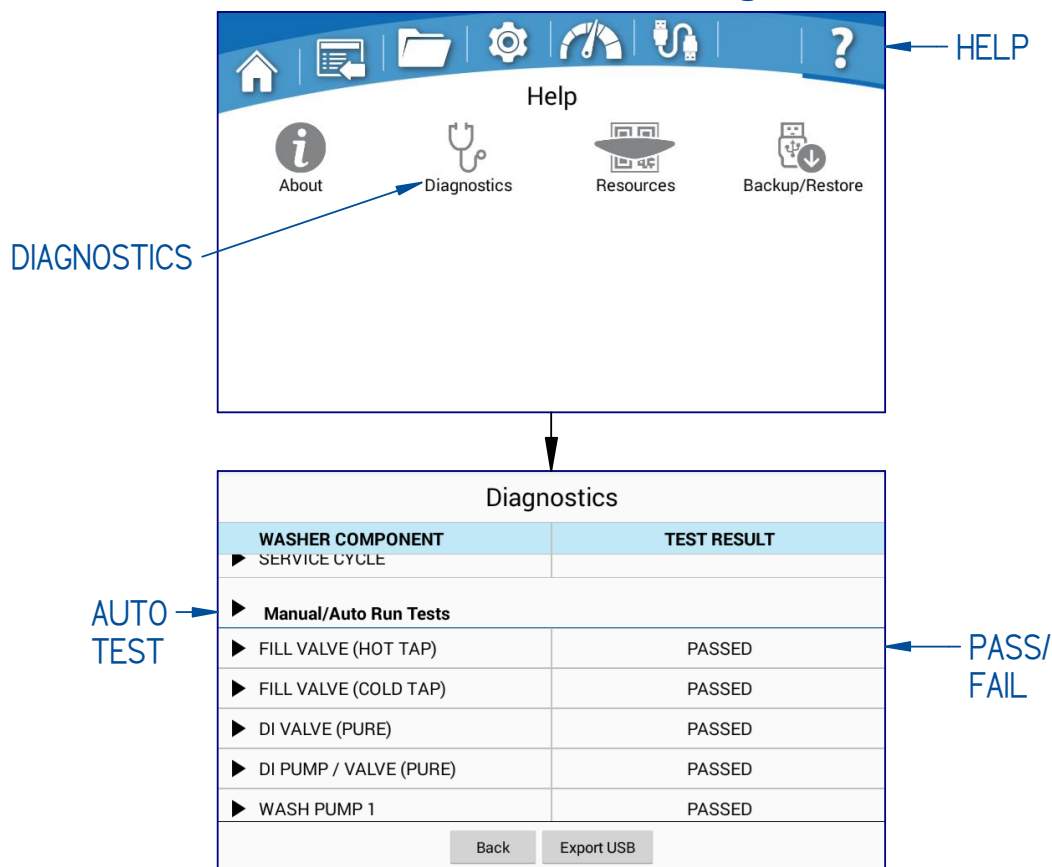 HELP
Help
About
Diagnostics
Resources
Backup/Restore
DIAGNOSTICS
Diagnostics
WASHER COMPONENT TEST RESULT
SERVICE CYCLE
AUTO
TEST
Manual/Auto Run Tests
FILL VALVE (HOT TAP) PASSED
PASS/
FAIL
FILL VALVE (COLD TAP) PASSED
DI VALVE (PURE) PASSED
DI PUMP / VALVE (PURE) PASSED
WASH PUMP 1 PASSED
Back Export USB